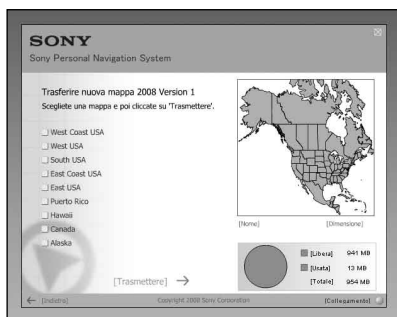 SONY
Sony Personal Navigation System
Trasferire nuova mappa 2008 Version 1
Scegliete una mappa e poi cliccate su 'Trasmettere'.
West Coast USA
West USA
South USA
East Coast USA
East USA
Puerto Rico
Hawaii
Canada
Alaska
[Nome] [Dimensione]
[Libera] 941 MB
[Usata] 13 MB
[Totale] 954 MB
[Trasmettere]
[Indietro] Copyright 2008 Sony Corporation [Collegamento]